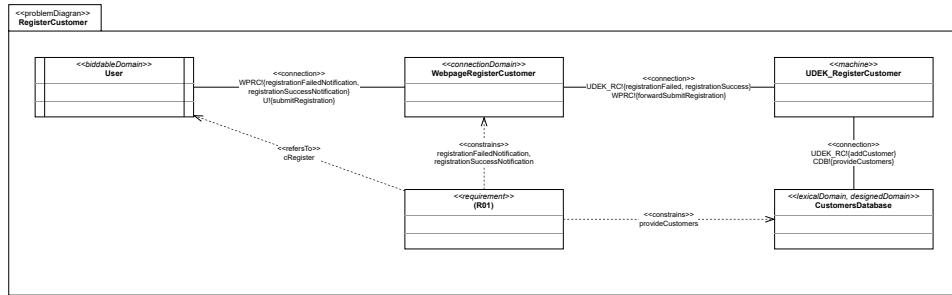 <<problemDiagran>>
RegisterCustomer
<<biddableDomain>>
User
<<connection>>
WPRC!{registrationFailedNotification,
registrationSuccessNotification}
U!{submitRegistration}
<<connectionDomain>>
WebpageRegisterCustomer
<<connection>>
UDEK_RC!{registrationFailed, registrationSuccess}
WPRC!{forwardSubmitRegistration}
<<machine>>
UDEK_RegisterCustomer
<<refersTo>>
cRegister
<<constrains>>
registrationFailedNotification,
registrationSuccessNotification
<<connection>>
UDEK_RC!{addCustomer}
CDB!{provideCustomers}
<<requirement>>
(R01)
<<constrains>>
provideCustomers
<<lexicalDomain, designedDomain>>
CustomersDatabase